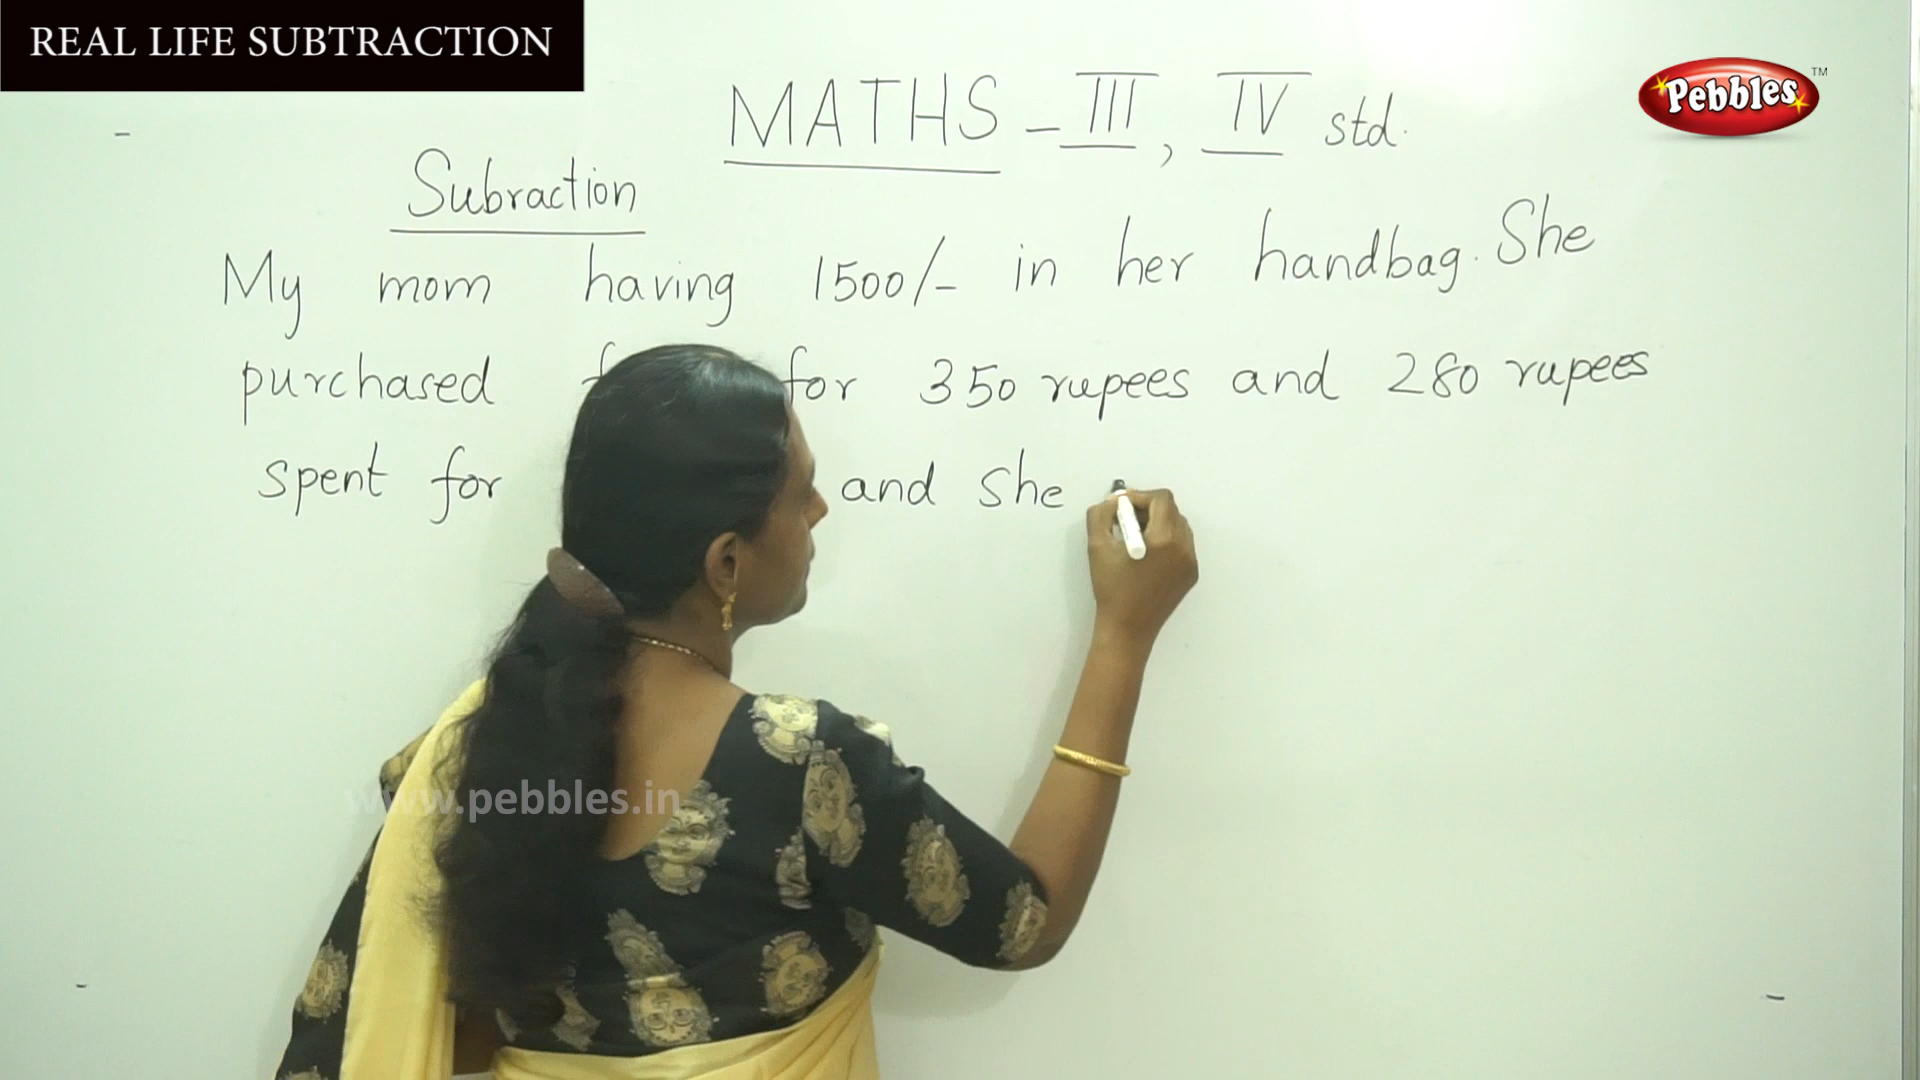 REAL LIFE SUBTRACTION
Pebbles TM
MATHS - III, IV std.
Subraction
My mom having 1500/- in her handbag. She
purchased for 350 rupees and 280 rupees
spent for and she
www.pebbles.in